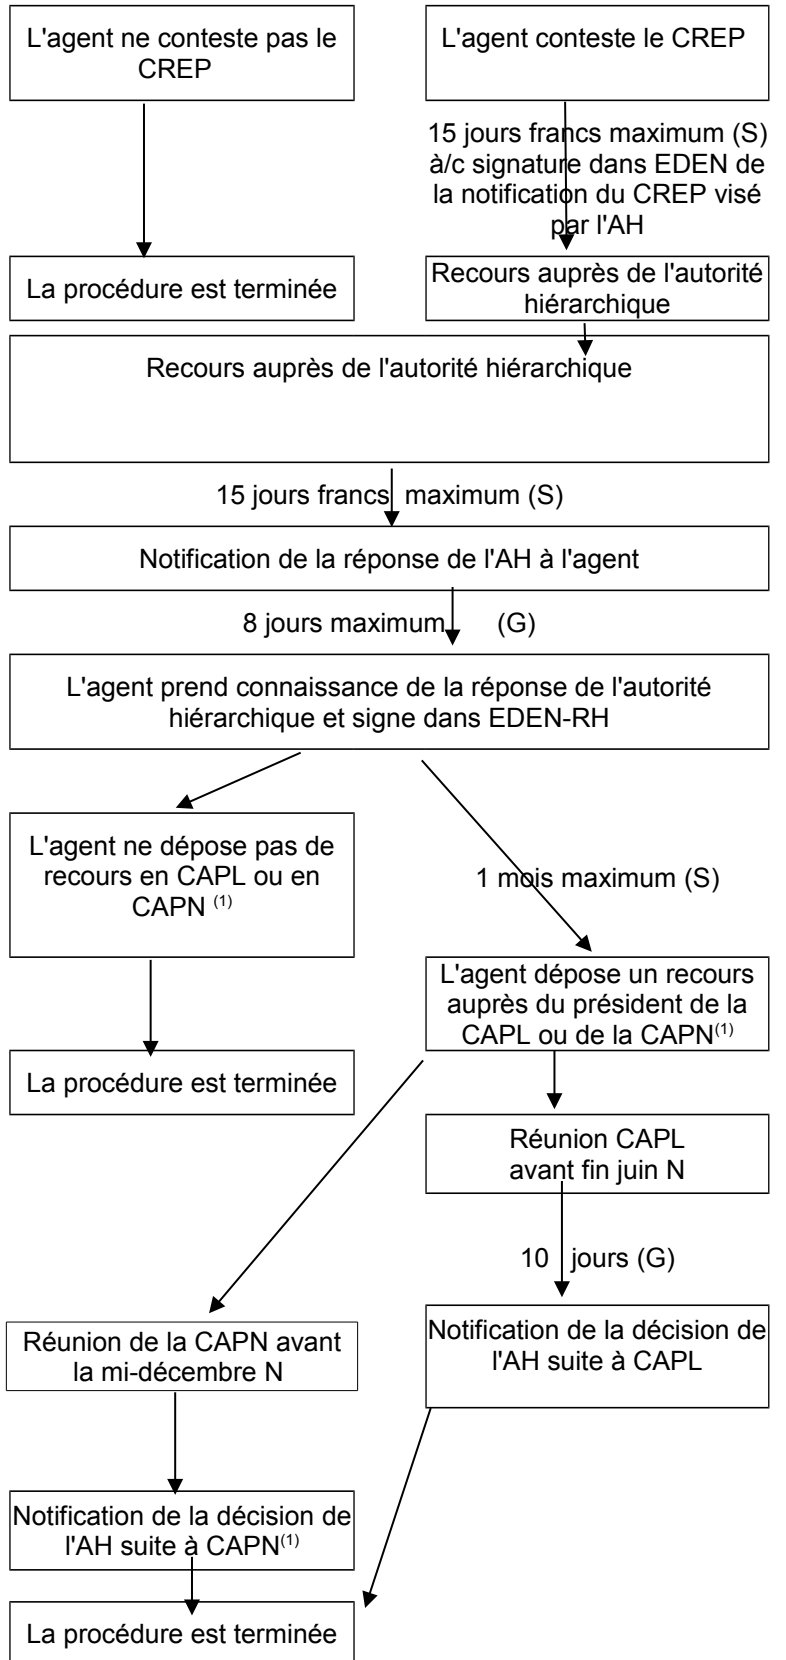 L'agent ne conteste pas le
CREP
L'agent conteste le CREP
15 jours francs maximum (S)
à/c signature dans EDEN de
la notification du CREP visé
par l'AH
La procédure est terminée
Recours auprès de l'autorité
hiérarchique
Recours auprès de l'autorité hiérarchique
15 jours francs maximum (S)
Notification de la réponse de l'AH à l'agent
8 jours maximum (G)
L'agent prend connaissance de la réponse de l'autorité
hiérarchique et signe dans EDEN-RH
L'agent ne dépose pas de
recours en CAPL ou en
CAPN (1)
1 mois maximum (S)
L'agent dépose un recours
auprès du président de la
CAPL ou de la CAPN(1)
La procédure est terminée
Réunion CAPL
avant fin juin N
10 jours (G)
Réunion de la CAPN avant
la mi-décembre N
Notification de la décision de
l'AH suite à CAPL
Notification de la décision de
l'AH suite à CAPN(1)
La procédure est terminée